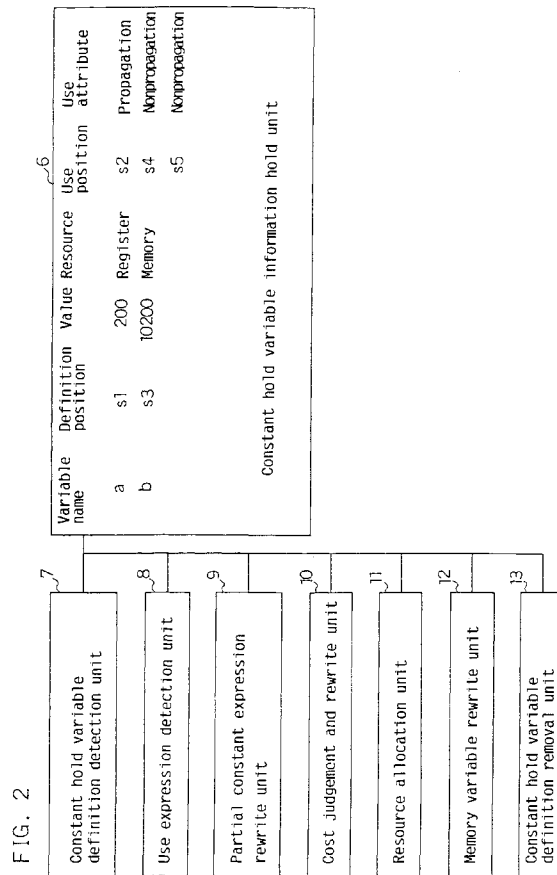 FIG. 2
7
Constant hold variable
definition detection unit
8
Use expression detection unit
9
Partial constant expression
rewrite unit
10
Cost judgement and rewrite unit
11
Resource allocation unit
12
Memory variable rewrite unit
13
Constant hold variable
definition removal unit
6
Variable name Definition position Value Resource Use position Use attribute
a s1 200 Register s2 Propagation
b s3 10200 Memory s4 Nonpropagation
s5 Nonpropagation
Constant hold variable information hold unit